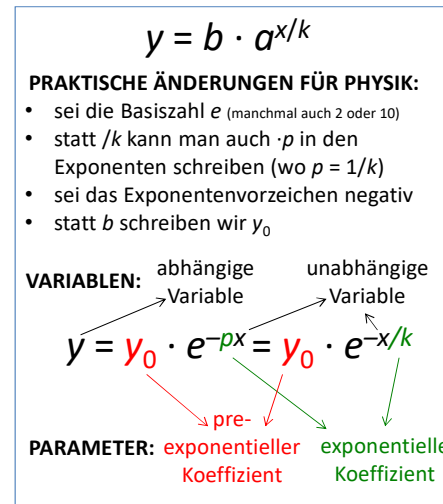 y = b · a^x/k
PRAKTISCHE ÄNDERUNGEN FÜR PHYSIK:
• sei die Basiszahl e (manchmal auch 2 oder 10)
• statt /k kann man auch ·p in den
Exponenten schreiben (wo p = 1/k)
• sei das Exponentenvorzeichen negativ
• statt b schreiben wir y₀
VARIABLEN: abhängige Variable unabhängige Variable
y = y₀ · e^–px = y₀ · e^–x/k
PARAMETER: pre-exponentieller Koeffizient exponentielle Koeffizient